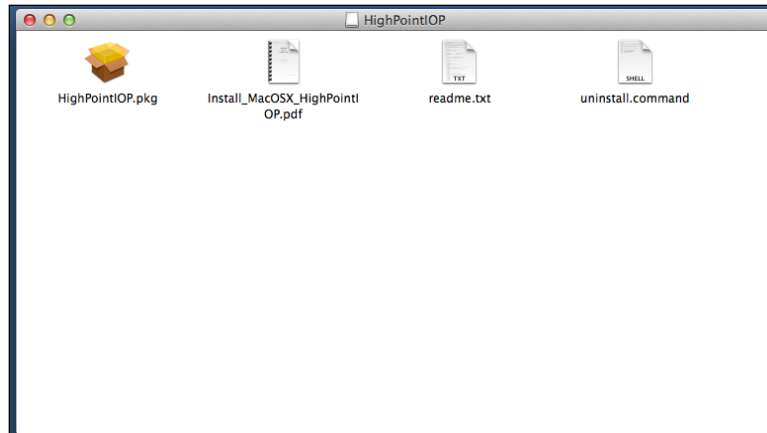 HighPointIOP
HighPointIOP.pkg
Install_MacOSX_HighPointI
OP.pdf
TXT
readme.txt
SHELL
uninstall.command